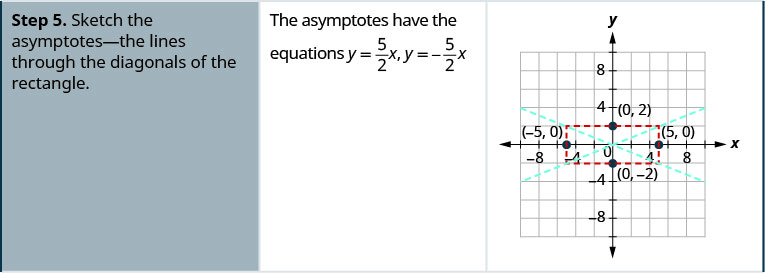 Step 5. Sketch the
asymptotes—the lines
through the diagonals of the
rectangle.
The asymptotes have the
equations y = 5/2 x, y = −5/2 x
y
8
4
(0, 2)
(−5, 0)
(5, 0)
x
−8
−4
0
4
8
(0, −2)
−4
−8